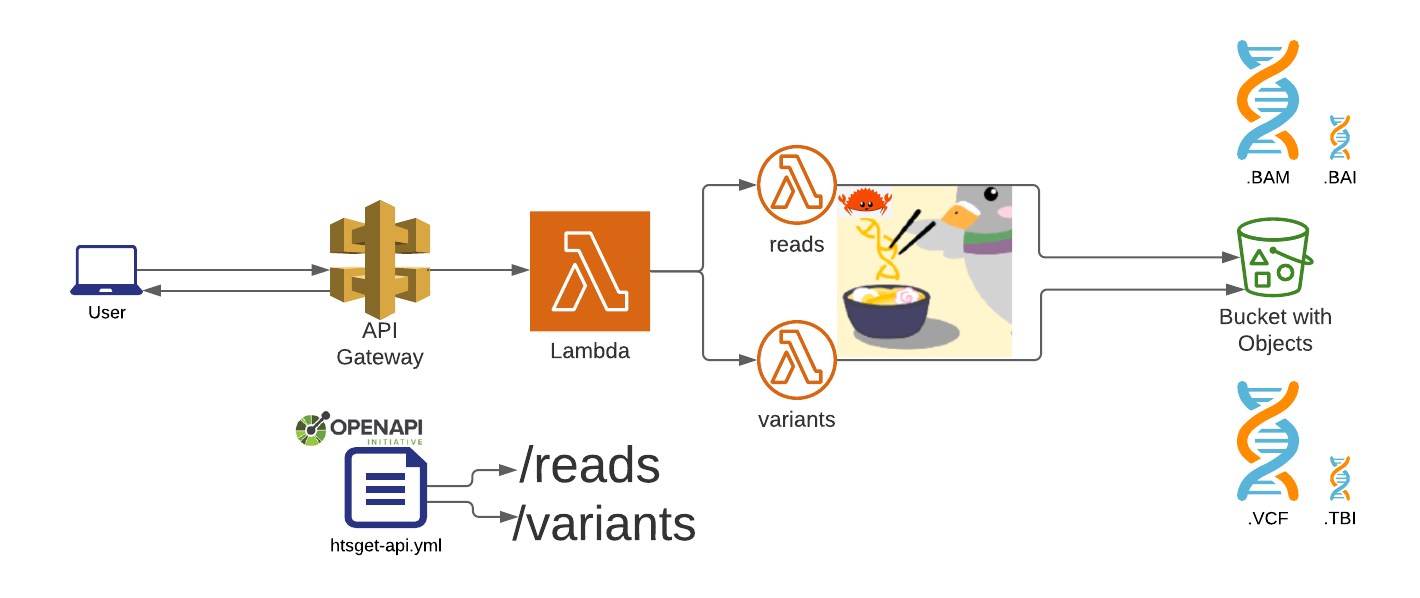 .BAM
.BAI
reads
User
API
Gateway
Lambda
Bucket with
Objects
variants
OPENAPI
INITIATIVE
/reads
/variants
htsget-api.yml
.VCF
.TBI